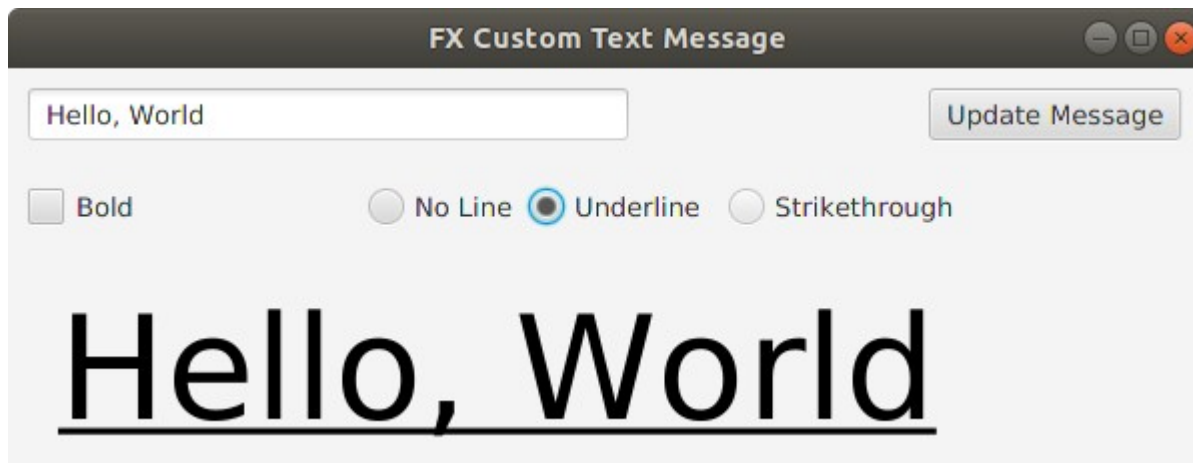 FX Custom Text Message
Hello, World Update Message
Bold No Line Underline Strikethrough
Hello, World